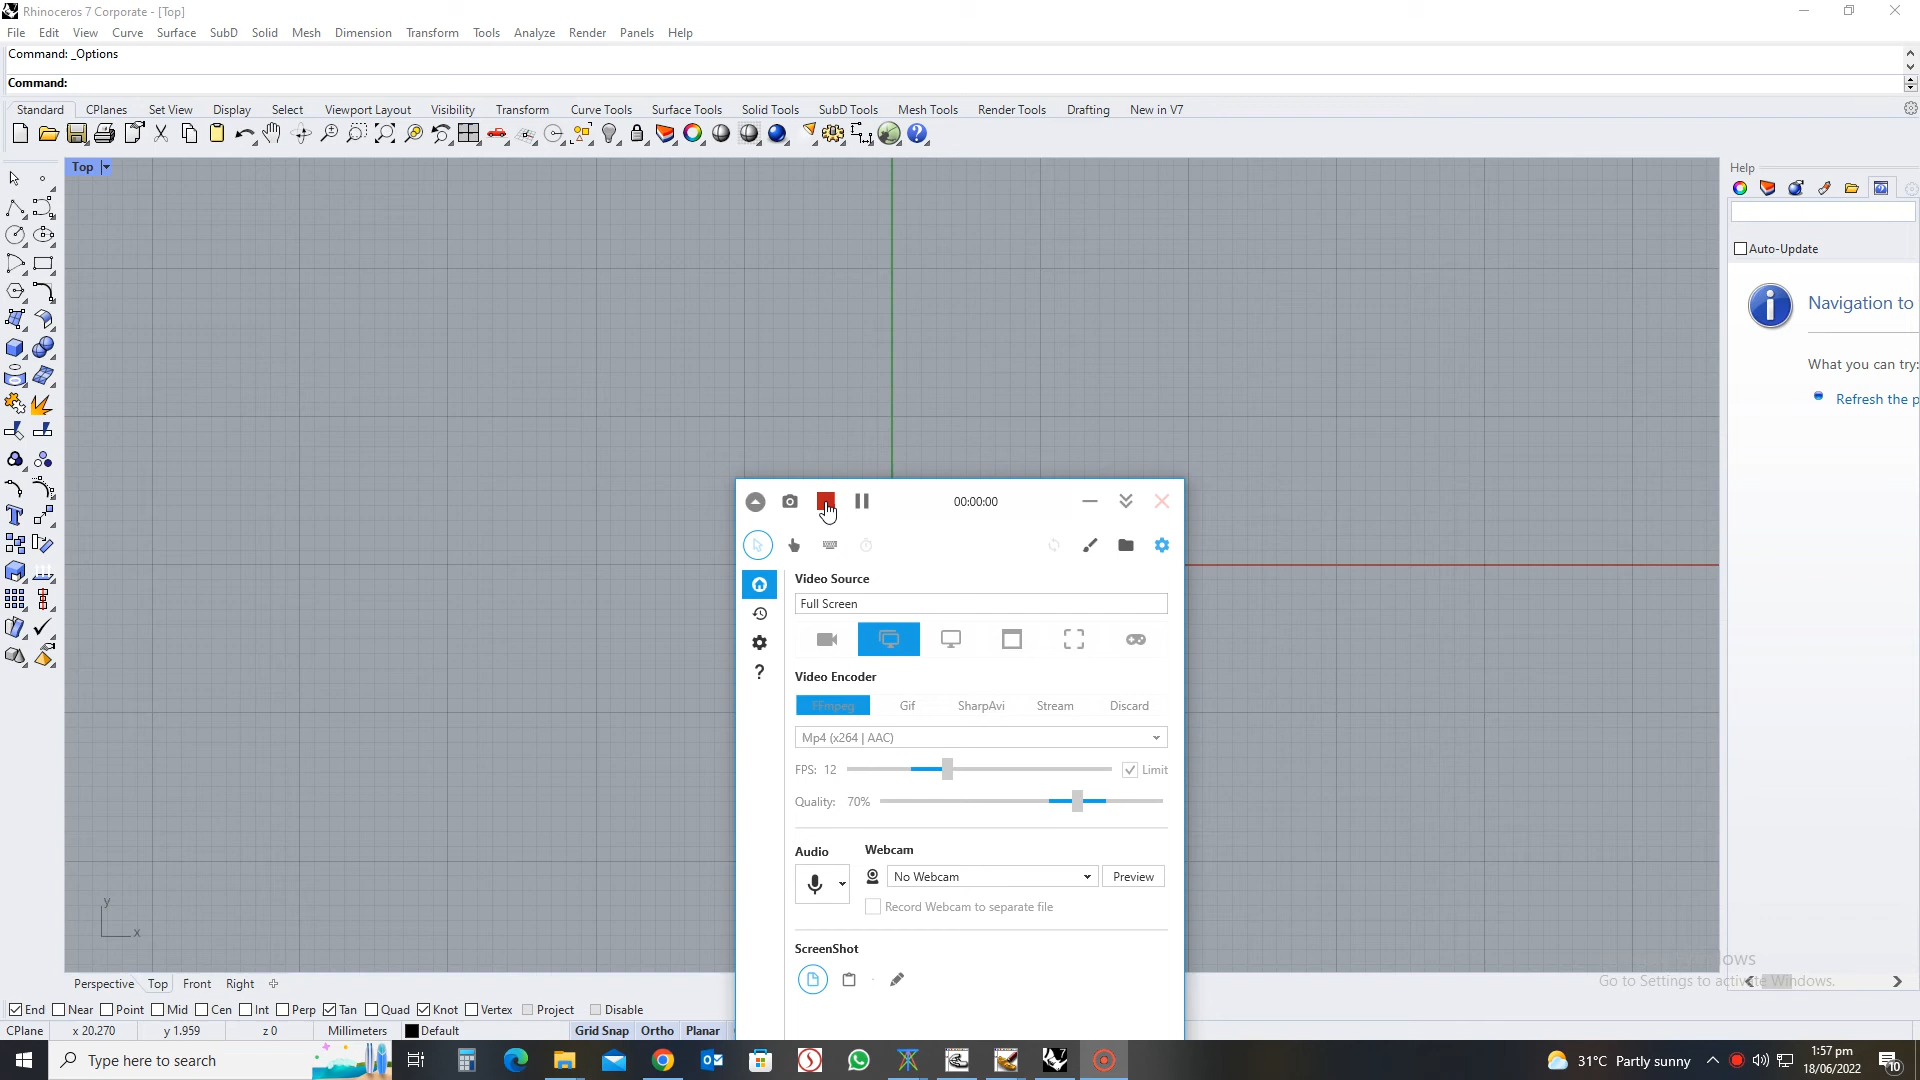 Rhinoceros 7 Corporate - [Top]
File Edit View Curve Surface SubD Solid Mesh Dimension Transform Tools Analyze Render Panels Help
Command: _Options
Command:
Standard CPlanes Set View Display Select Viewport Layout Visibility Transform Curve Tools Surface Tools Solid Tools SubD Tools Mesh Tools Render Tools Drafting New in V7
Top
Help
Auto-Update
Navigation to
What you can try:
Refresh the p
00:00:00
Video Source
Full Screen
Video Encoder
FFmpeg Gif SharpAvi Stream Discard
Mp4 (x264 | AAC)
FPS: 12 Limit
Quality: 70%
Audio Webcam
No Webcam Preview
Record Webcam to separate file
ScreenShot
y
x
Go to Settings to activate Windows.
Perspective Top Front Right
End Near Point Mid Cen Int Perp Tan Quad Knot Vertex Project Disable
CPlane x 20.270 y 1.959 z 0 Millimeters Default Grid Snap Ortho Planar
Type here to search
31°C Partly sunny
1:57 pm
18/06/2022
10